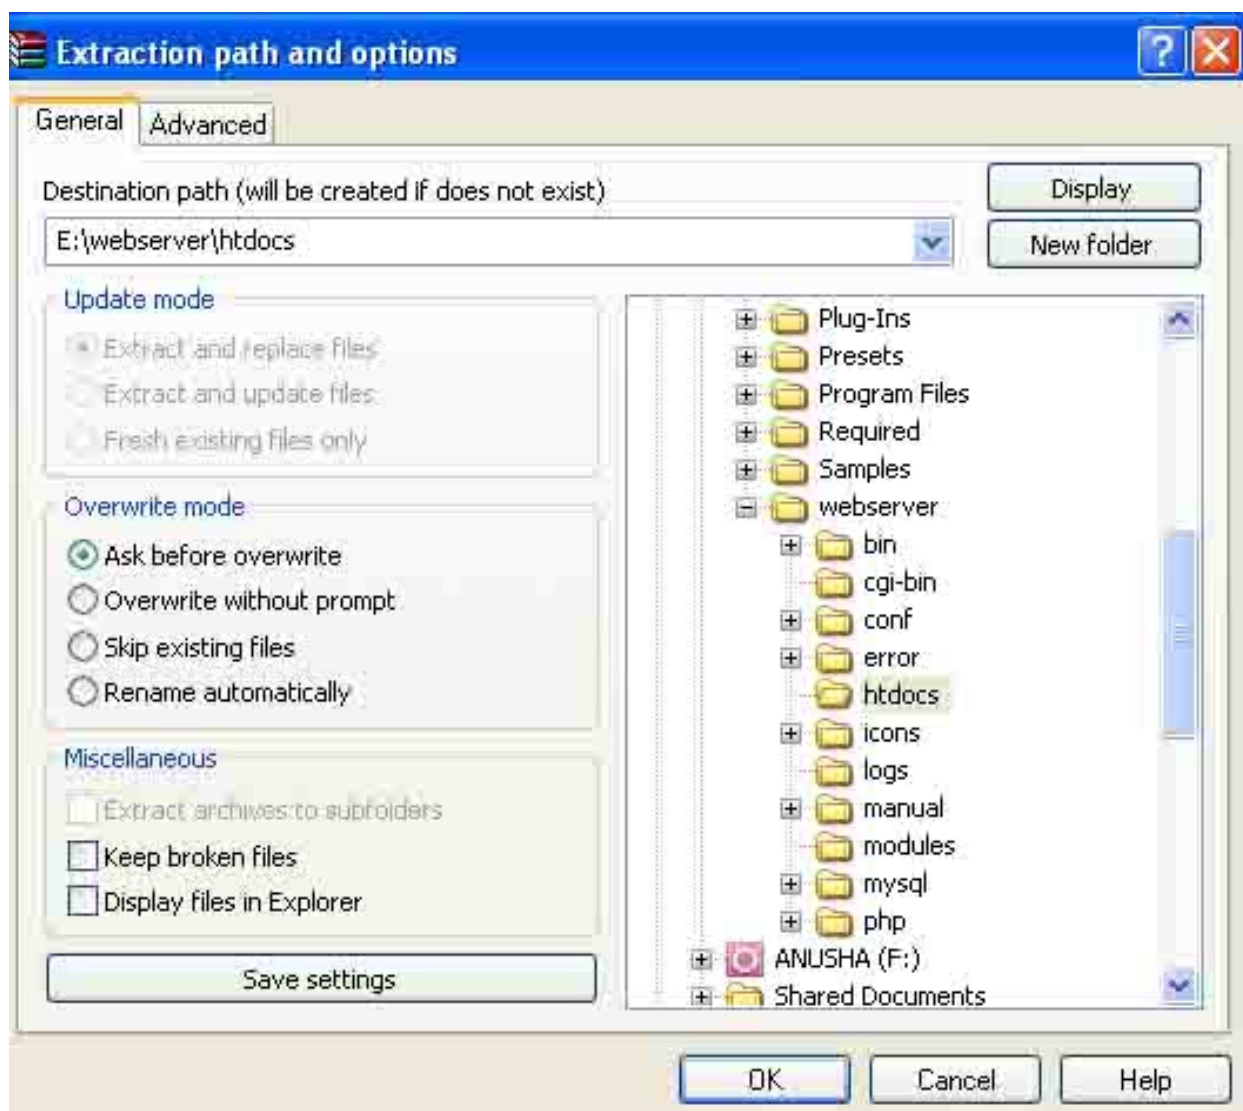 Extraction path and options
General
Advanced
Destination path (will be created if does not exist)
Display
E:\webserver\htdocs
New folder
Update mode
Extract and replace files
Extract and update files
Fresh existing files only
Overwrite mode
Ask before overwrite
Overwrite without prompt
Skip existing files
Rename automatically
Miscellaneous
Extract archives to subfolders
Keep broken files
Display files in Explorer
Save settings
Plug-Ins
Presets
Program Files
Required
Samples
webserver
bin
cgi-bin
conf
error
htdocs
icons
logs
manual
modules
mysql
php
ANUSHA (F:)
Shared Documents
OK
Cancel
Help